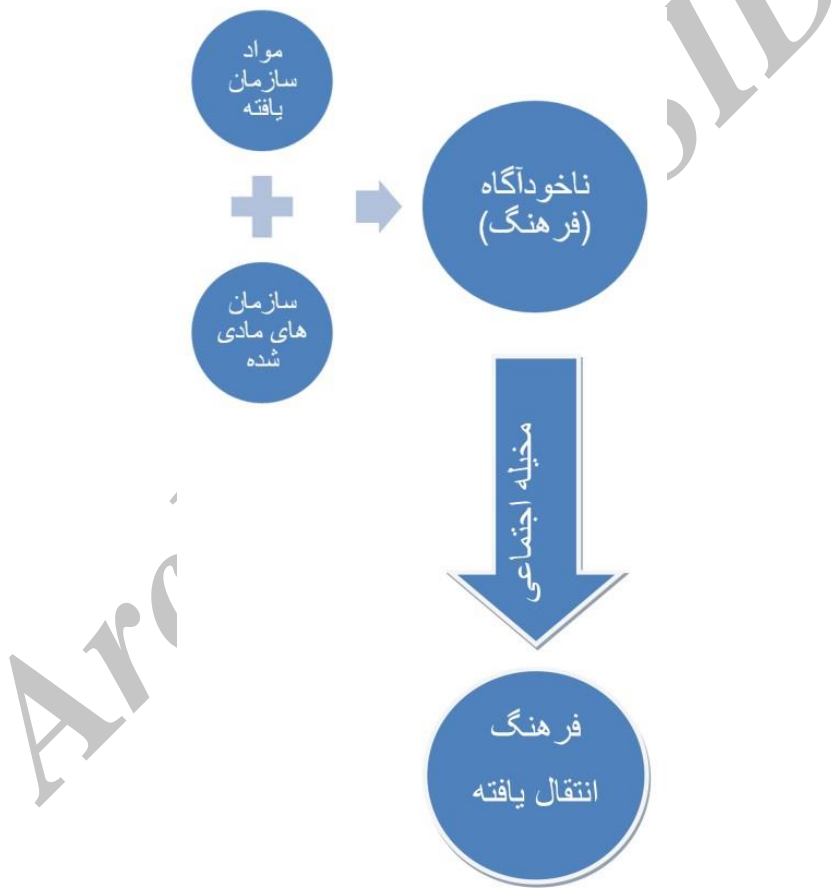 مواد
سازمان
یافته
سازمان
های مادی
شده
ناخودآگاه
(فرهنگ)
مخیله اجتماعی
فرهنگ
انتقال یافته